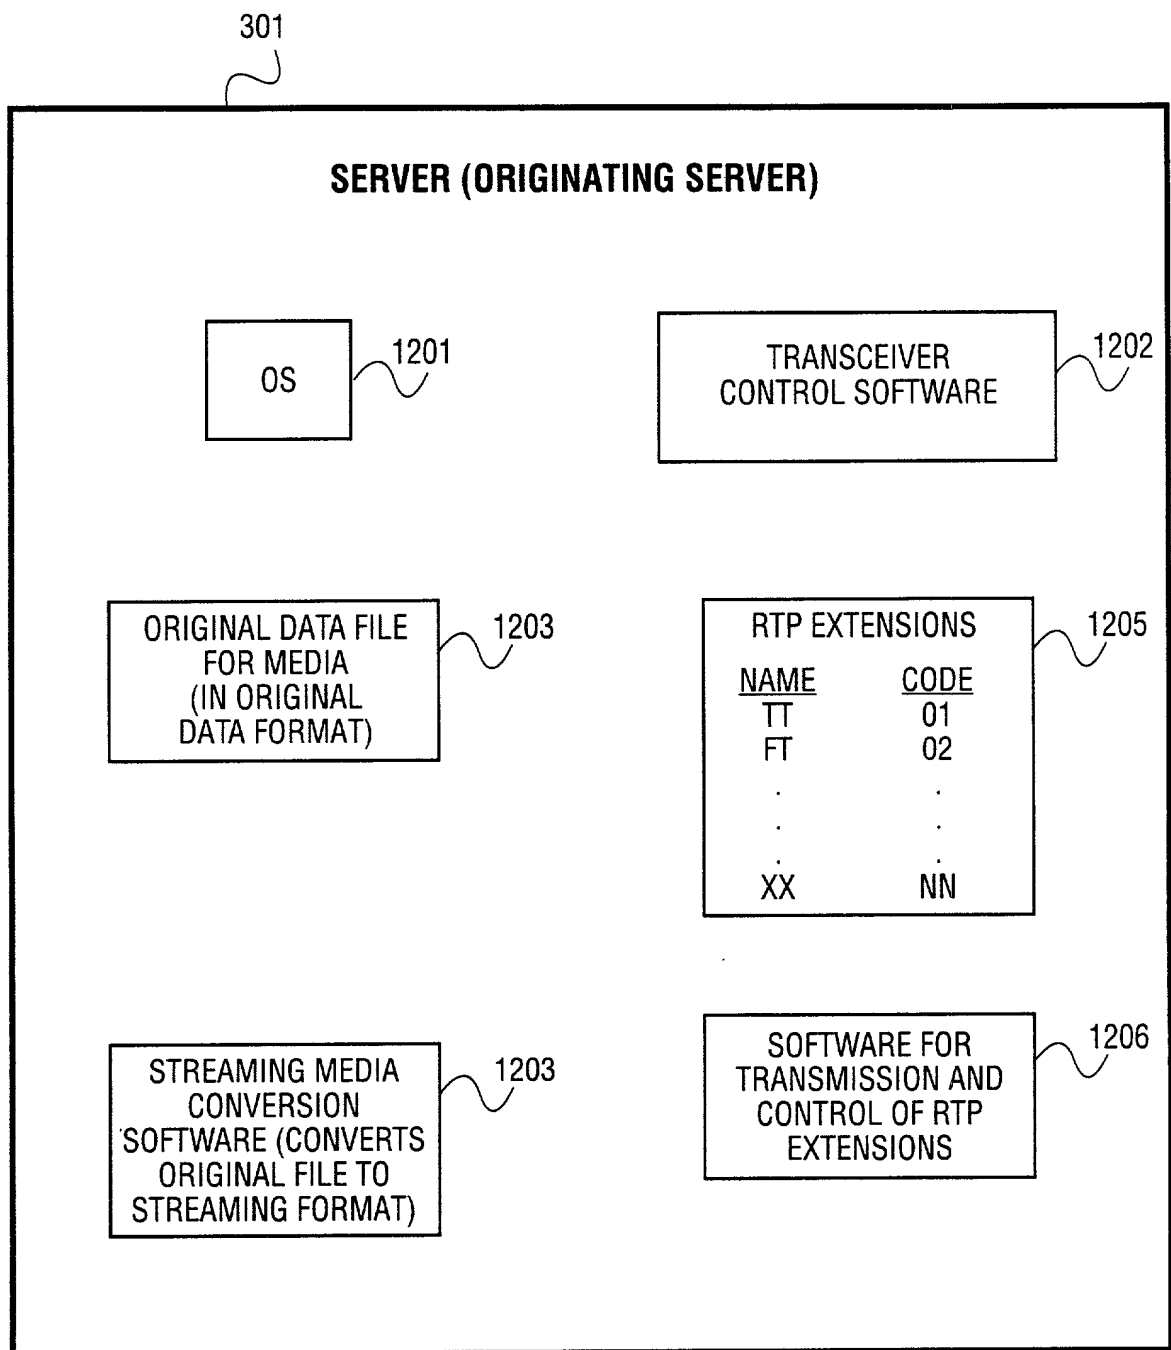 301
SERVER (ORIGINATING SERVER)
OS
1201
TRANSCEIVER
CONTROL SOFTWARE
1202
ORIGINAL DATA FILE
FOR MEDIA
(IN ORIGINAL
DATA FORMAT)
1203
RTP EXTENSIONS
NAME CODE
TT 01
FT 02
. .
. .
. .
XX NN
1205
STREAMING MEDIA
CONVERSION
SOFTWARE (CONVERTS
ORIGINAL FILE TO
STREAMING FORMAT)
1203
SOFTWARE FOR
TRANSMISSION AND
CONTROL OF RTP
EXTENSIONS
1206